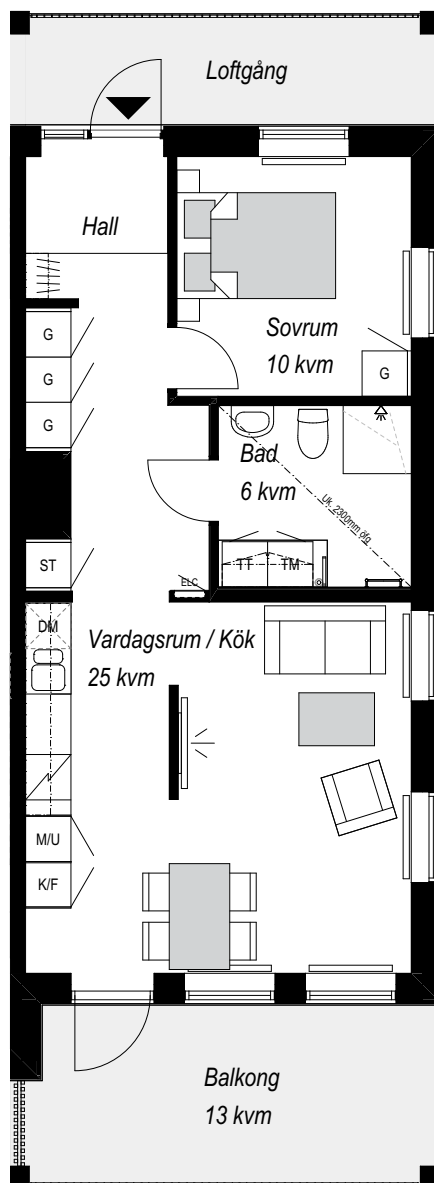 Loftgång
Hall
Sovrum
10 kvm
G
G
G
G
Bad
6 kvm
Uk. 2300mm öfg
ST
TT
TM
ELC
DM
Vardagsrum / Kök
25 kvm
M/U
K/F
Balkong
13 kvm